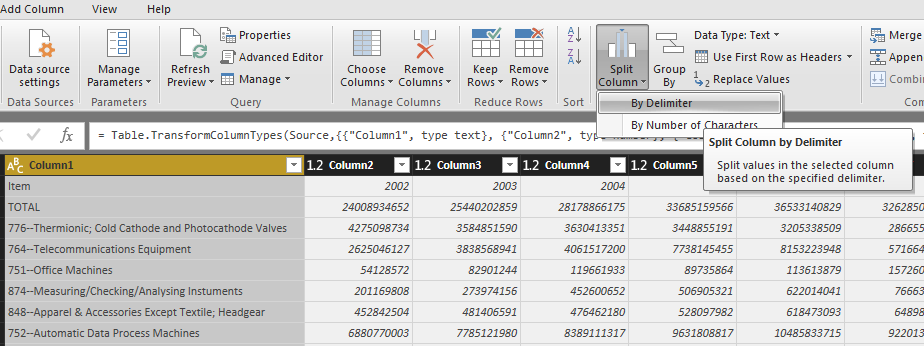 Add Column View Help
Data source settings
Data Sources
Manage Parameters
Parameters
Refresh Preview
Properties
Advanced Editor
Manage
Query
Choose Columns
Remove Columns
Manage Columns
Keep Rows
Remove Rows
Reduce Rows
Sort
Split Column
Group By
Data Type: Text
Use First Row as Headers
Replace Values
Merge
Appen
Combi
By Delimiter
By Number of Characters
Split Column by Delimiter
Split values in the selected column
based on the specified delimiter.
fx = Table.TransformColumnTypes(Source,{{"Column1", type text}, {"Column2", type
ABC Column1 1.2 Column2 1.2 Column3 1.2 Column4 1.2 Column5
Item 2002 2003 2004
TOTAL 24008934652 25440202859 28178866175 33685159566 36533140829 3262850
776--Thermionic; Cold Cathode and Photocathode Valves 4275098734 3584851590 3630413351 3448855191 3205338509 286655
764--Telecommunications Equipment 2625046127 3838568941 4061517200 7738145455 8153223948 571664
751--Office Machines 54128572 82901244 119661933 89735864 113613879 157260
874--Measuring/Checking/Analysing Instuments 201169808 273974156 452600652 506905321 622014041 76663
848--Apparel & Accessories Except Textile; Headgear 452842504 481406591 476462180 528097982 618473093 64898
752--Automatic Data Process Machines 6880770003 7785121980 8389111317 9631808817 10485833715 922013